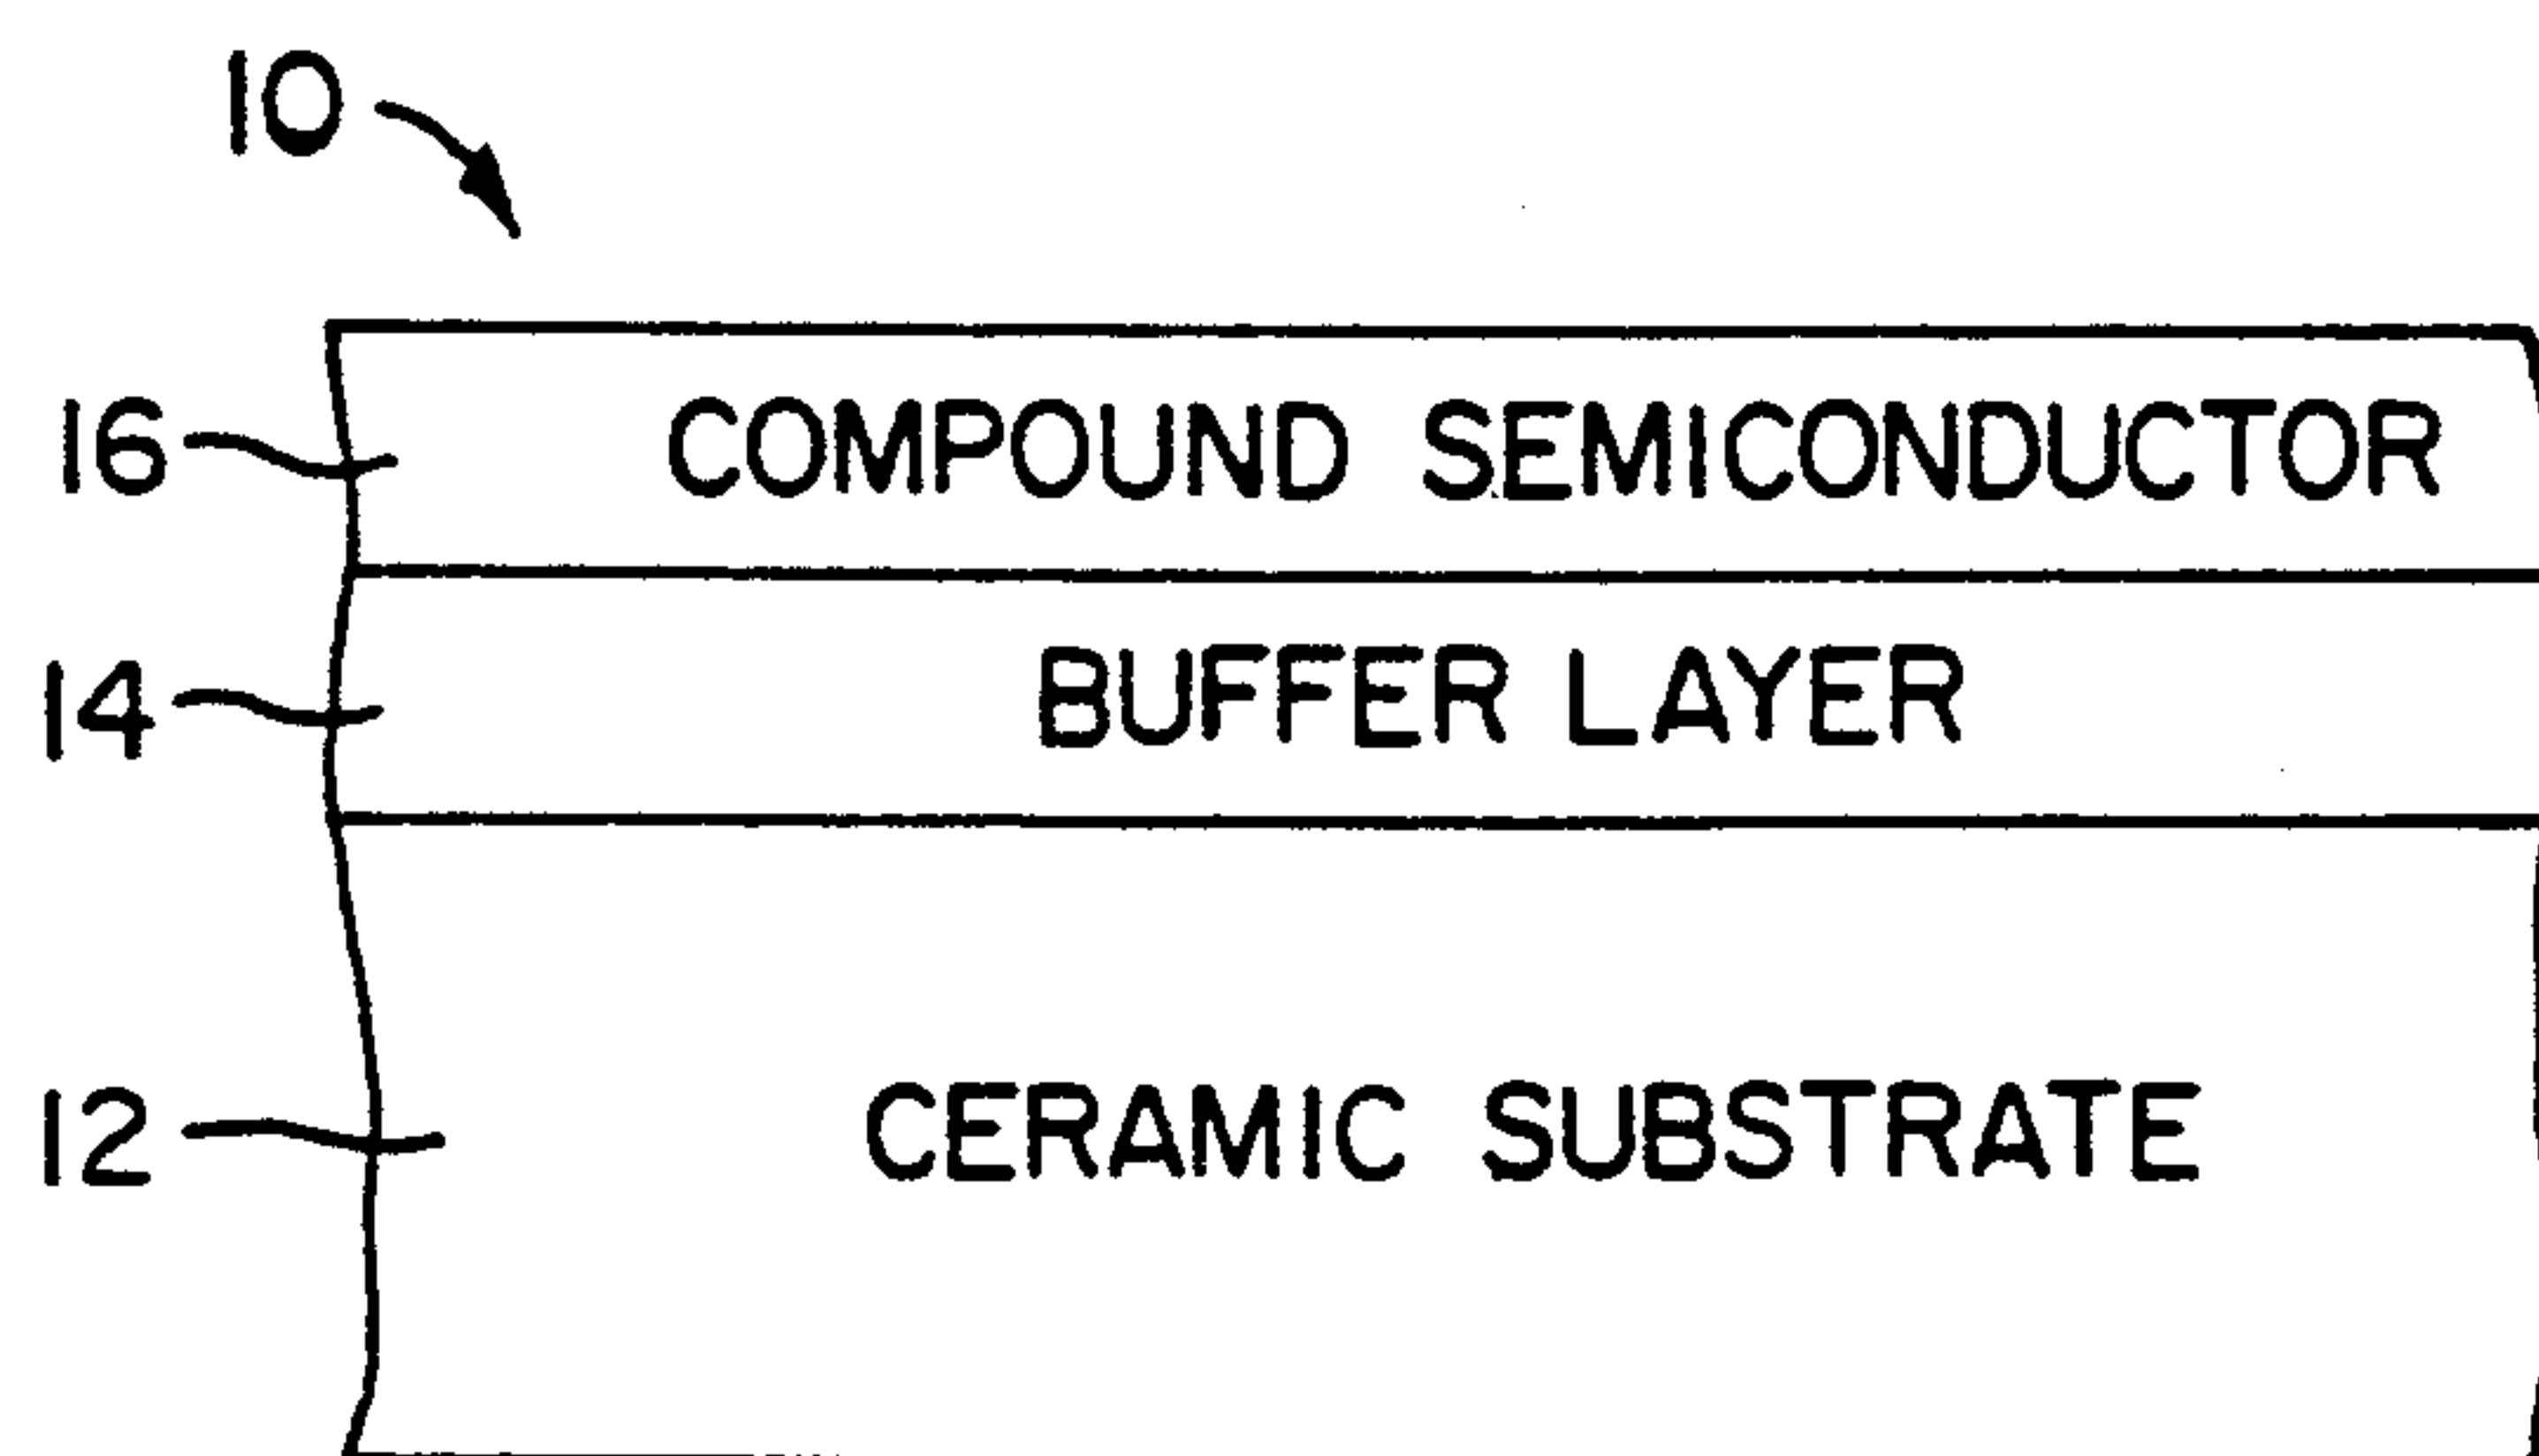 10
16 COMPOUND SEMICONDUCTOR
14 BUFFER LAYER
12 CERAMIC SUBSTRATE